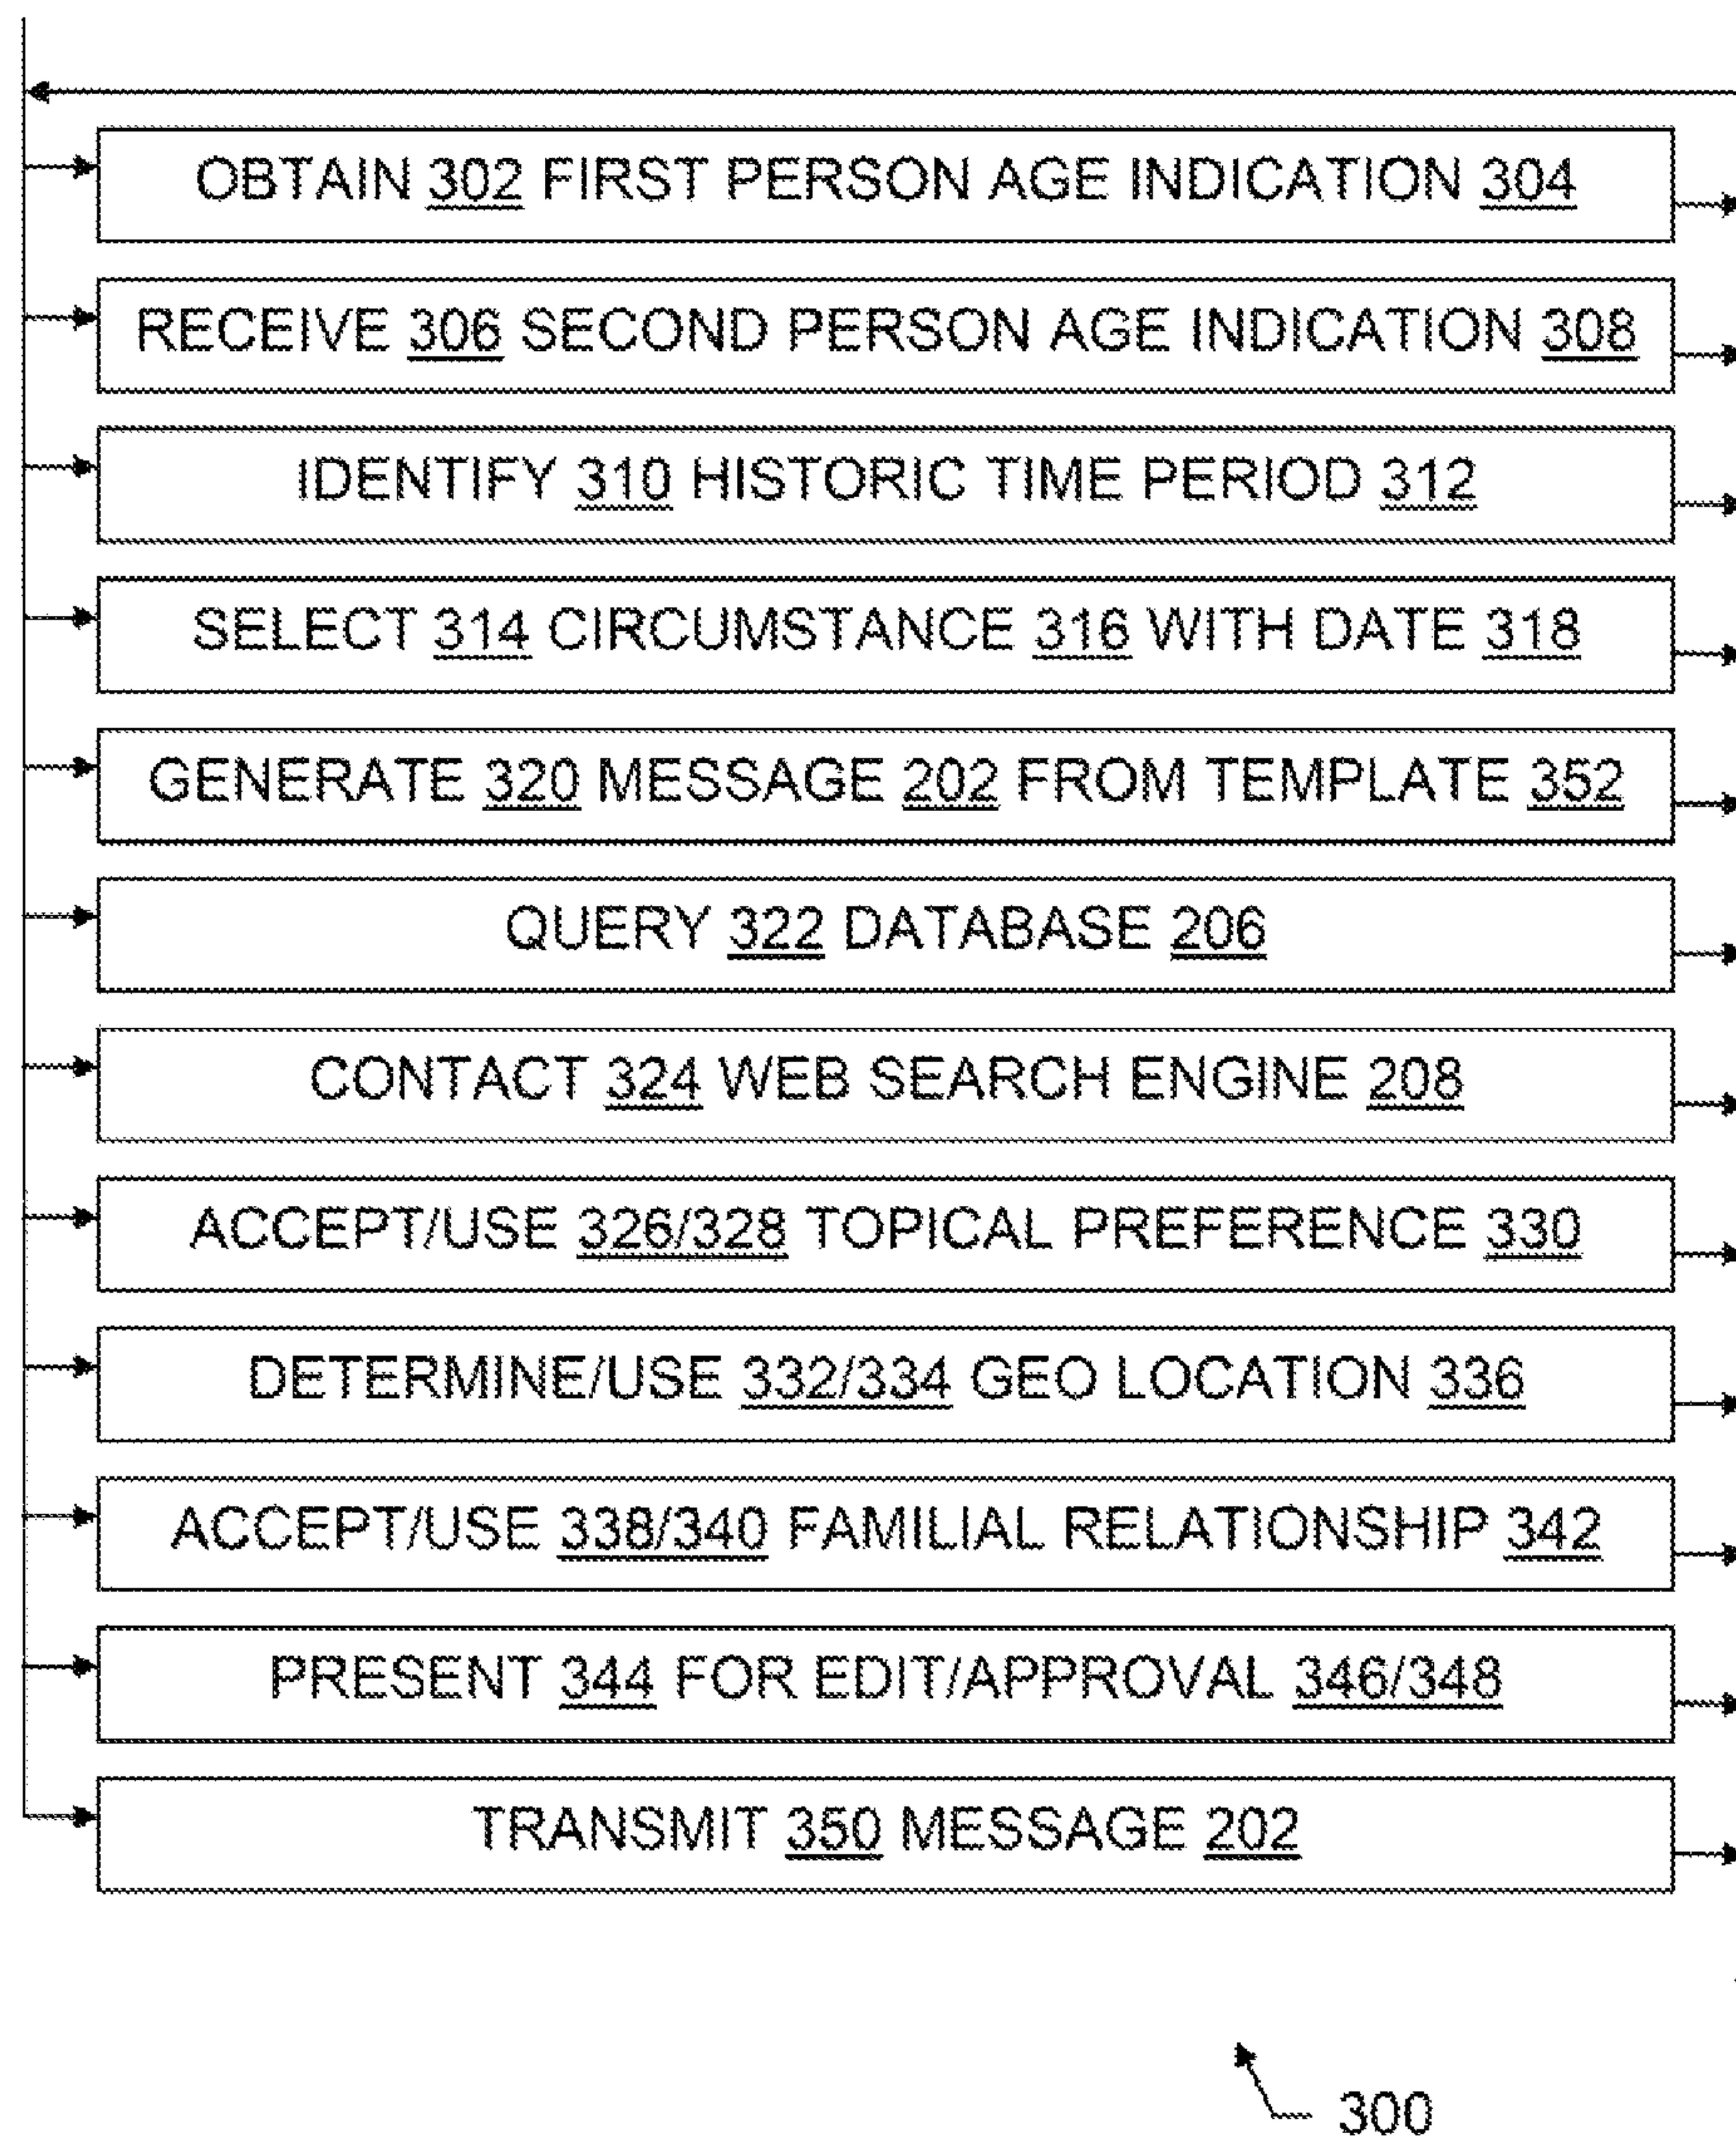 OBTAIN 302 FIRST PERSON AGE INDICATION 304
RECEIVE 306 SECOND PERSON AGE INDICATION 308
IDENTIFY 310 HISTORIC TIME PERIOD 312
SELECT 314 CIRCUMSTANCE 316 WITH DATE 318
GENERATE 320 MESSAGE 202 FROM TEMPLATE 352
QUERY 322 DATABASE 206
CONTACT 324 WEB SEARCH ENGINE 208
ACCEPT/USE 326/328 TOPICAL PREFERENCE 330
DETERMINE/USE 332/334 GEO LOCATION 336
ACCEPT/USE 338/340 FAMILIAL RELATIONSHIP 342
PRESENT 344 FOR EDIT/APPROVAL 346/348
TRANSMIT 350 MESSAGE 202
300